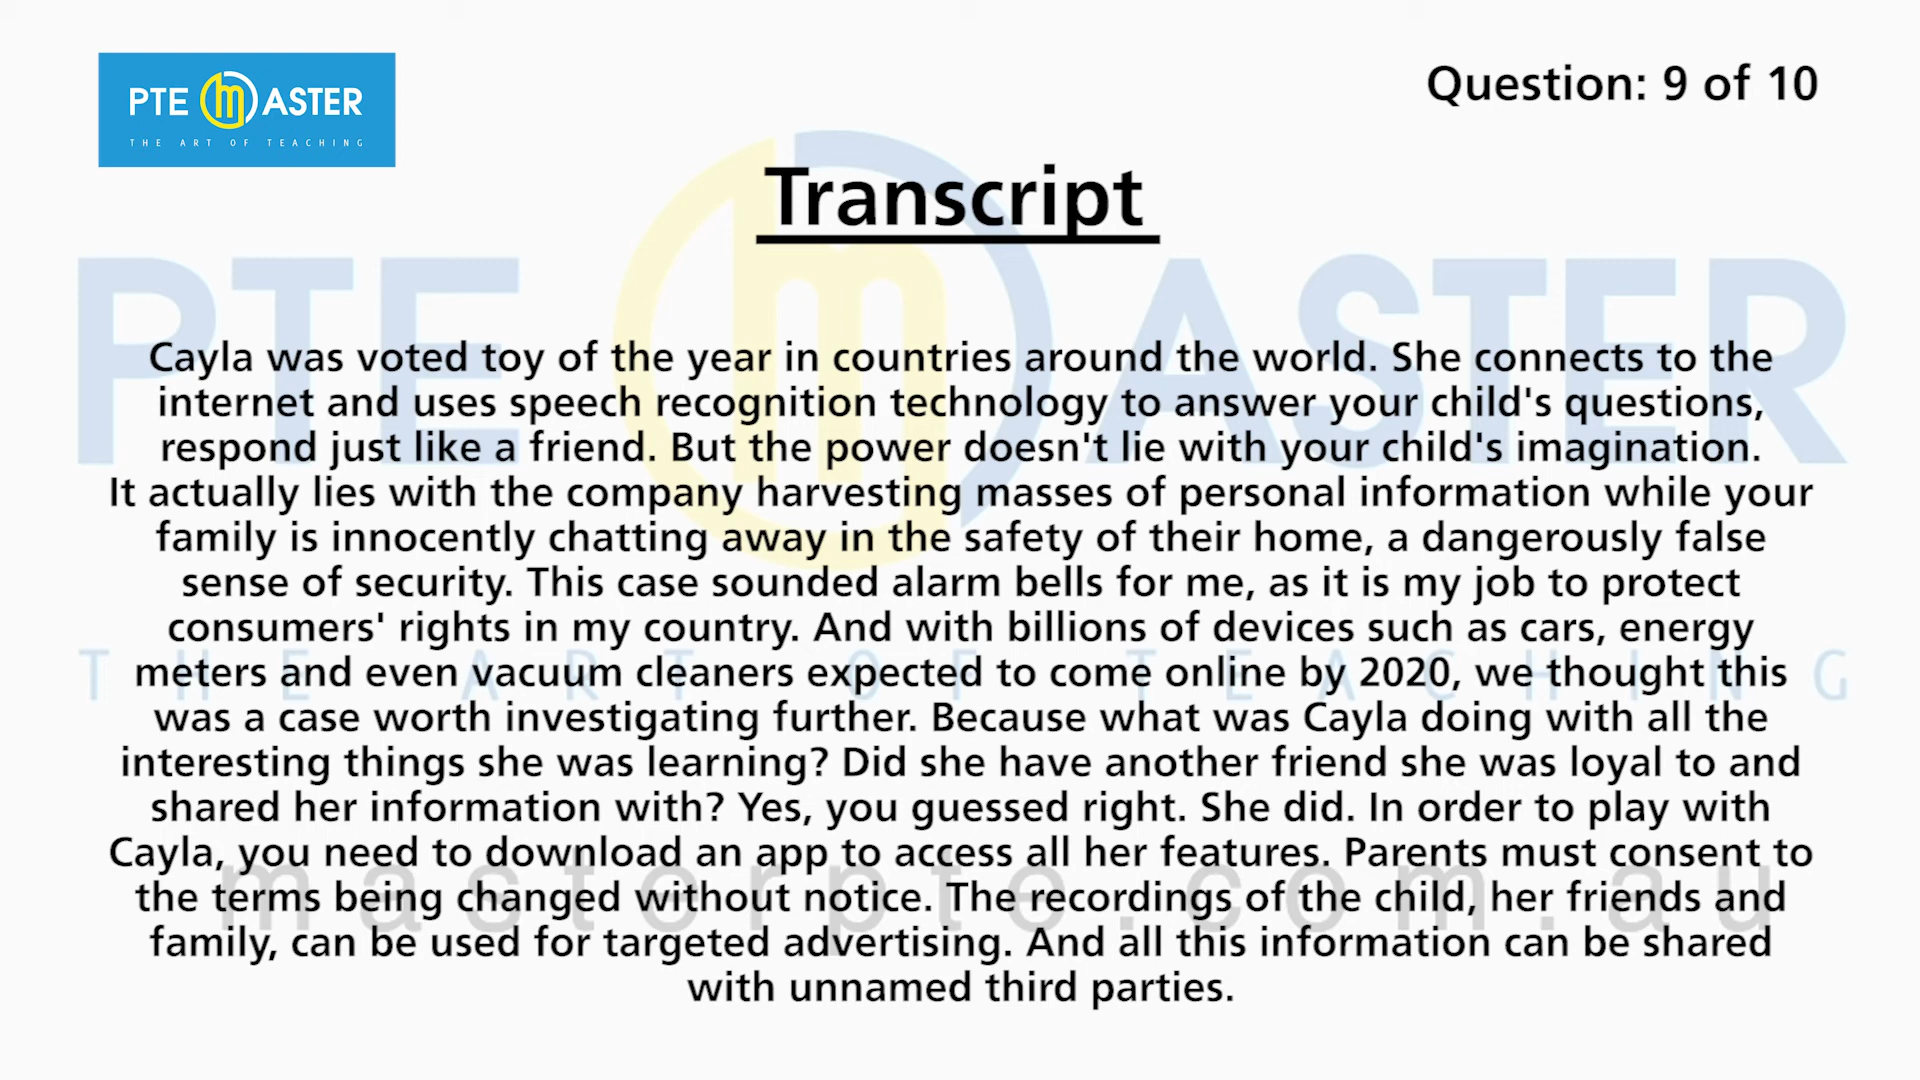 PTE MASTER
THE ART OF TEACHING
Question: 9 of 10
Transcript
Cayla was voted toy of the year in countries around the world. She connects to the
internet and uses speech recognition technology to answer your child's questions,
respond just like a friend. But the power doesn't lie with your child's imagination.
It actually lies with the company harvesting masses of personal information while your
family is innocently chatting away in the safety of their home, a dangerously false
sense of security. This case sounded alarm bells for me, as it is my job to protect
consumers' rights in my country. And with billions of devices such as cars, energy
meters and even vacuum cleaners expected to come online by 2020, we thought this
was a case worth investigating further. Because what was Cayla doing with all the
interesting things she was learning? Did she have another friend she was loyal to and
shared her information with? Yes, you guessed right. She did. In order to play with
Cayla, you need to download an app to access all her features. Parents must consent to
the terms being changed without notice. The recordings of the child, her friends and
family, can be used for targeted advertising. And all this information can be shared
with unnamed third parties.
PTE MASTER
THE ART OF TEACHING
masterpte.com.au